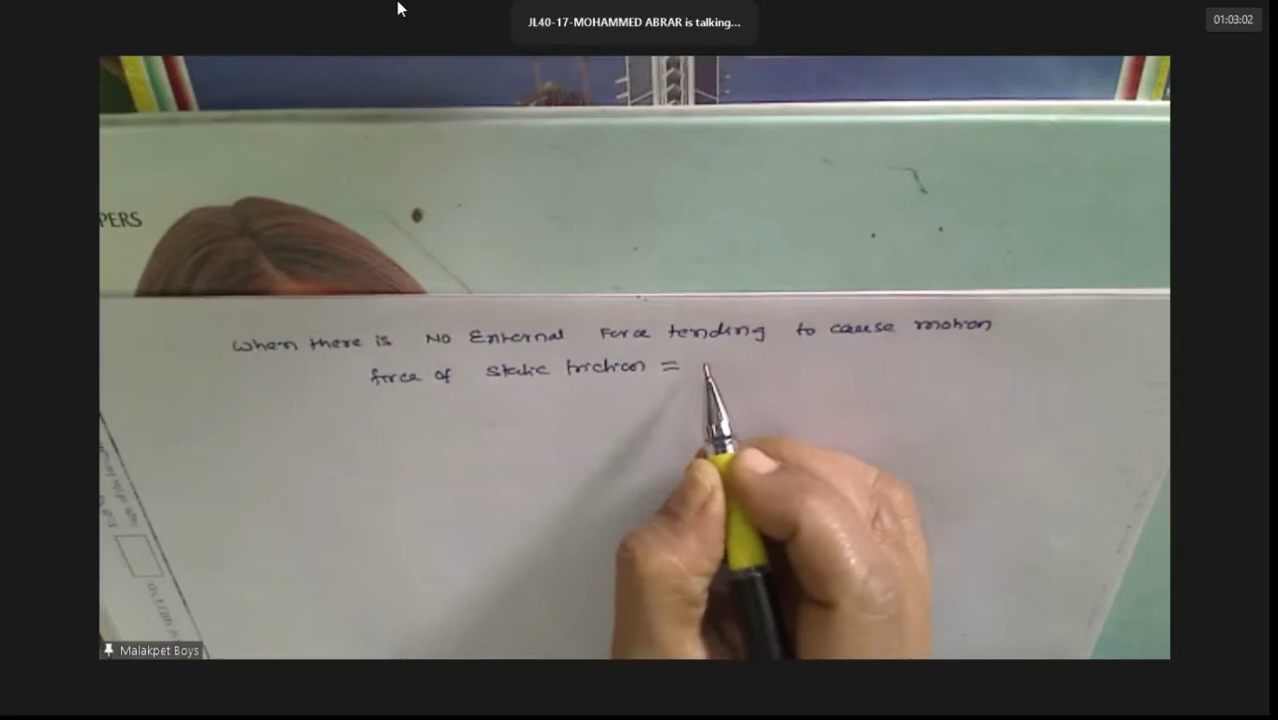 JL40-17-MOHAMMED ABRAR is talking...
01:03:02
PERS
When there is No External Force tending to cause motion
force of static friction =
Malakpet Boys